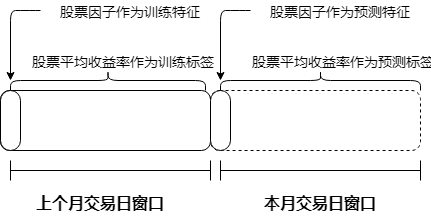 股票因子作为训练特征
股票因子作为预测特征
股票平均收益率作为训练标签
股票平均收益率作为预测标签
上个月交易日窗口
本月交易日窗口